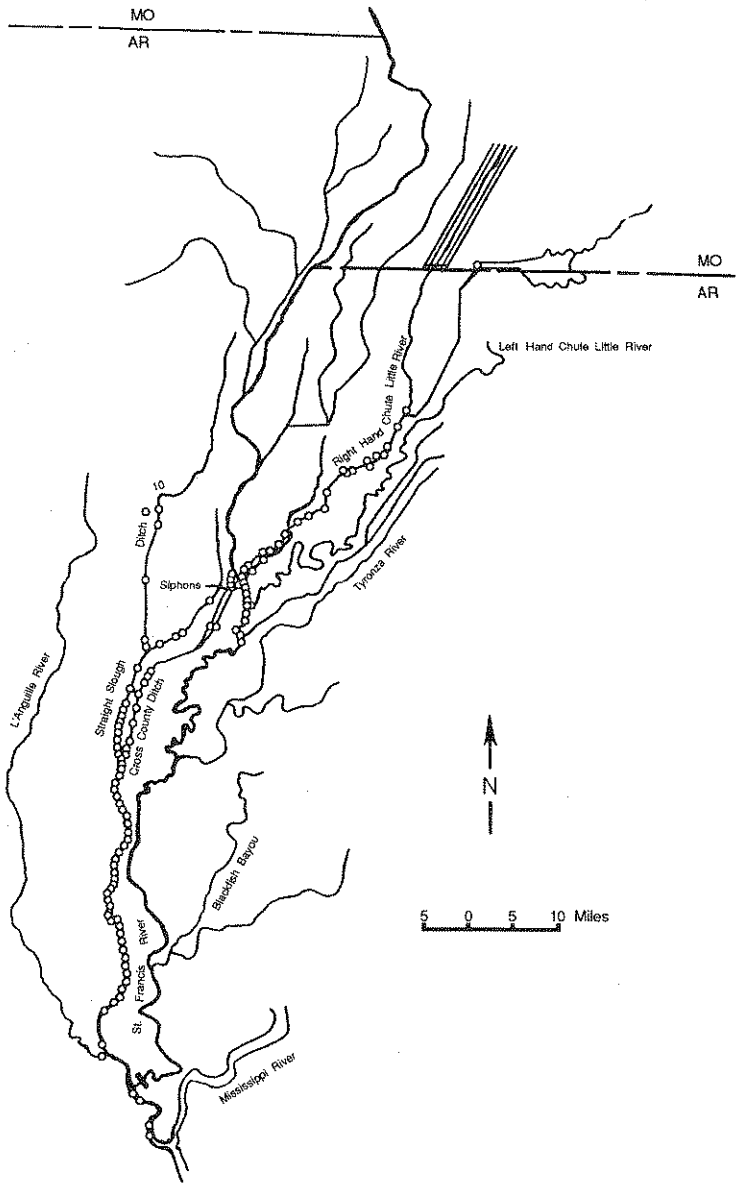 MO
AR
MO
AR
Left Hand Chute Little River
Right Hand Chute Little River
Ditch 10
Siphons
Tyronza River
L'Anguille River
Straight Slough
Cross County Ditch
N
Blackfish Bayou
5 0 5 10 Miles
St. Francis River
Mississippi River